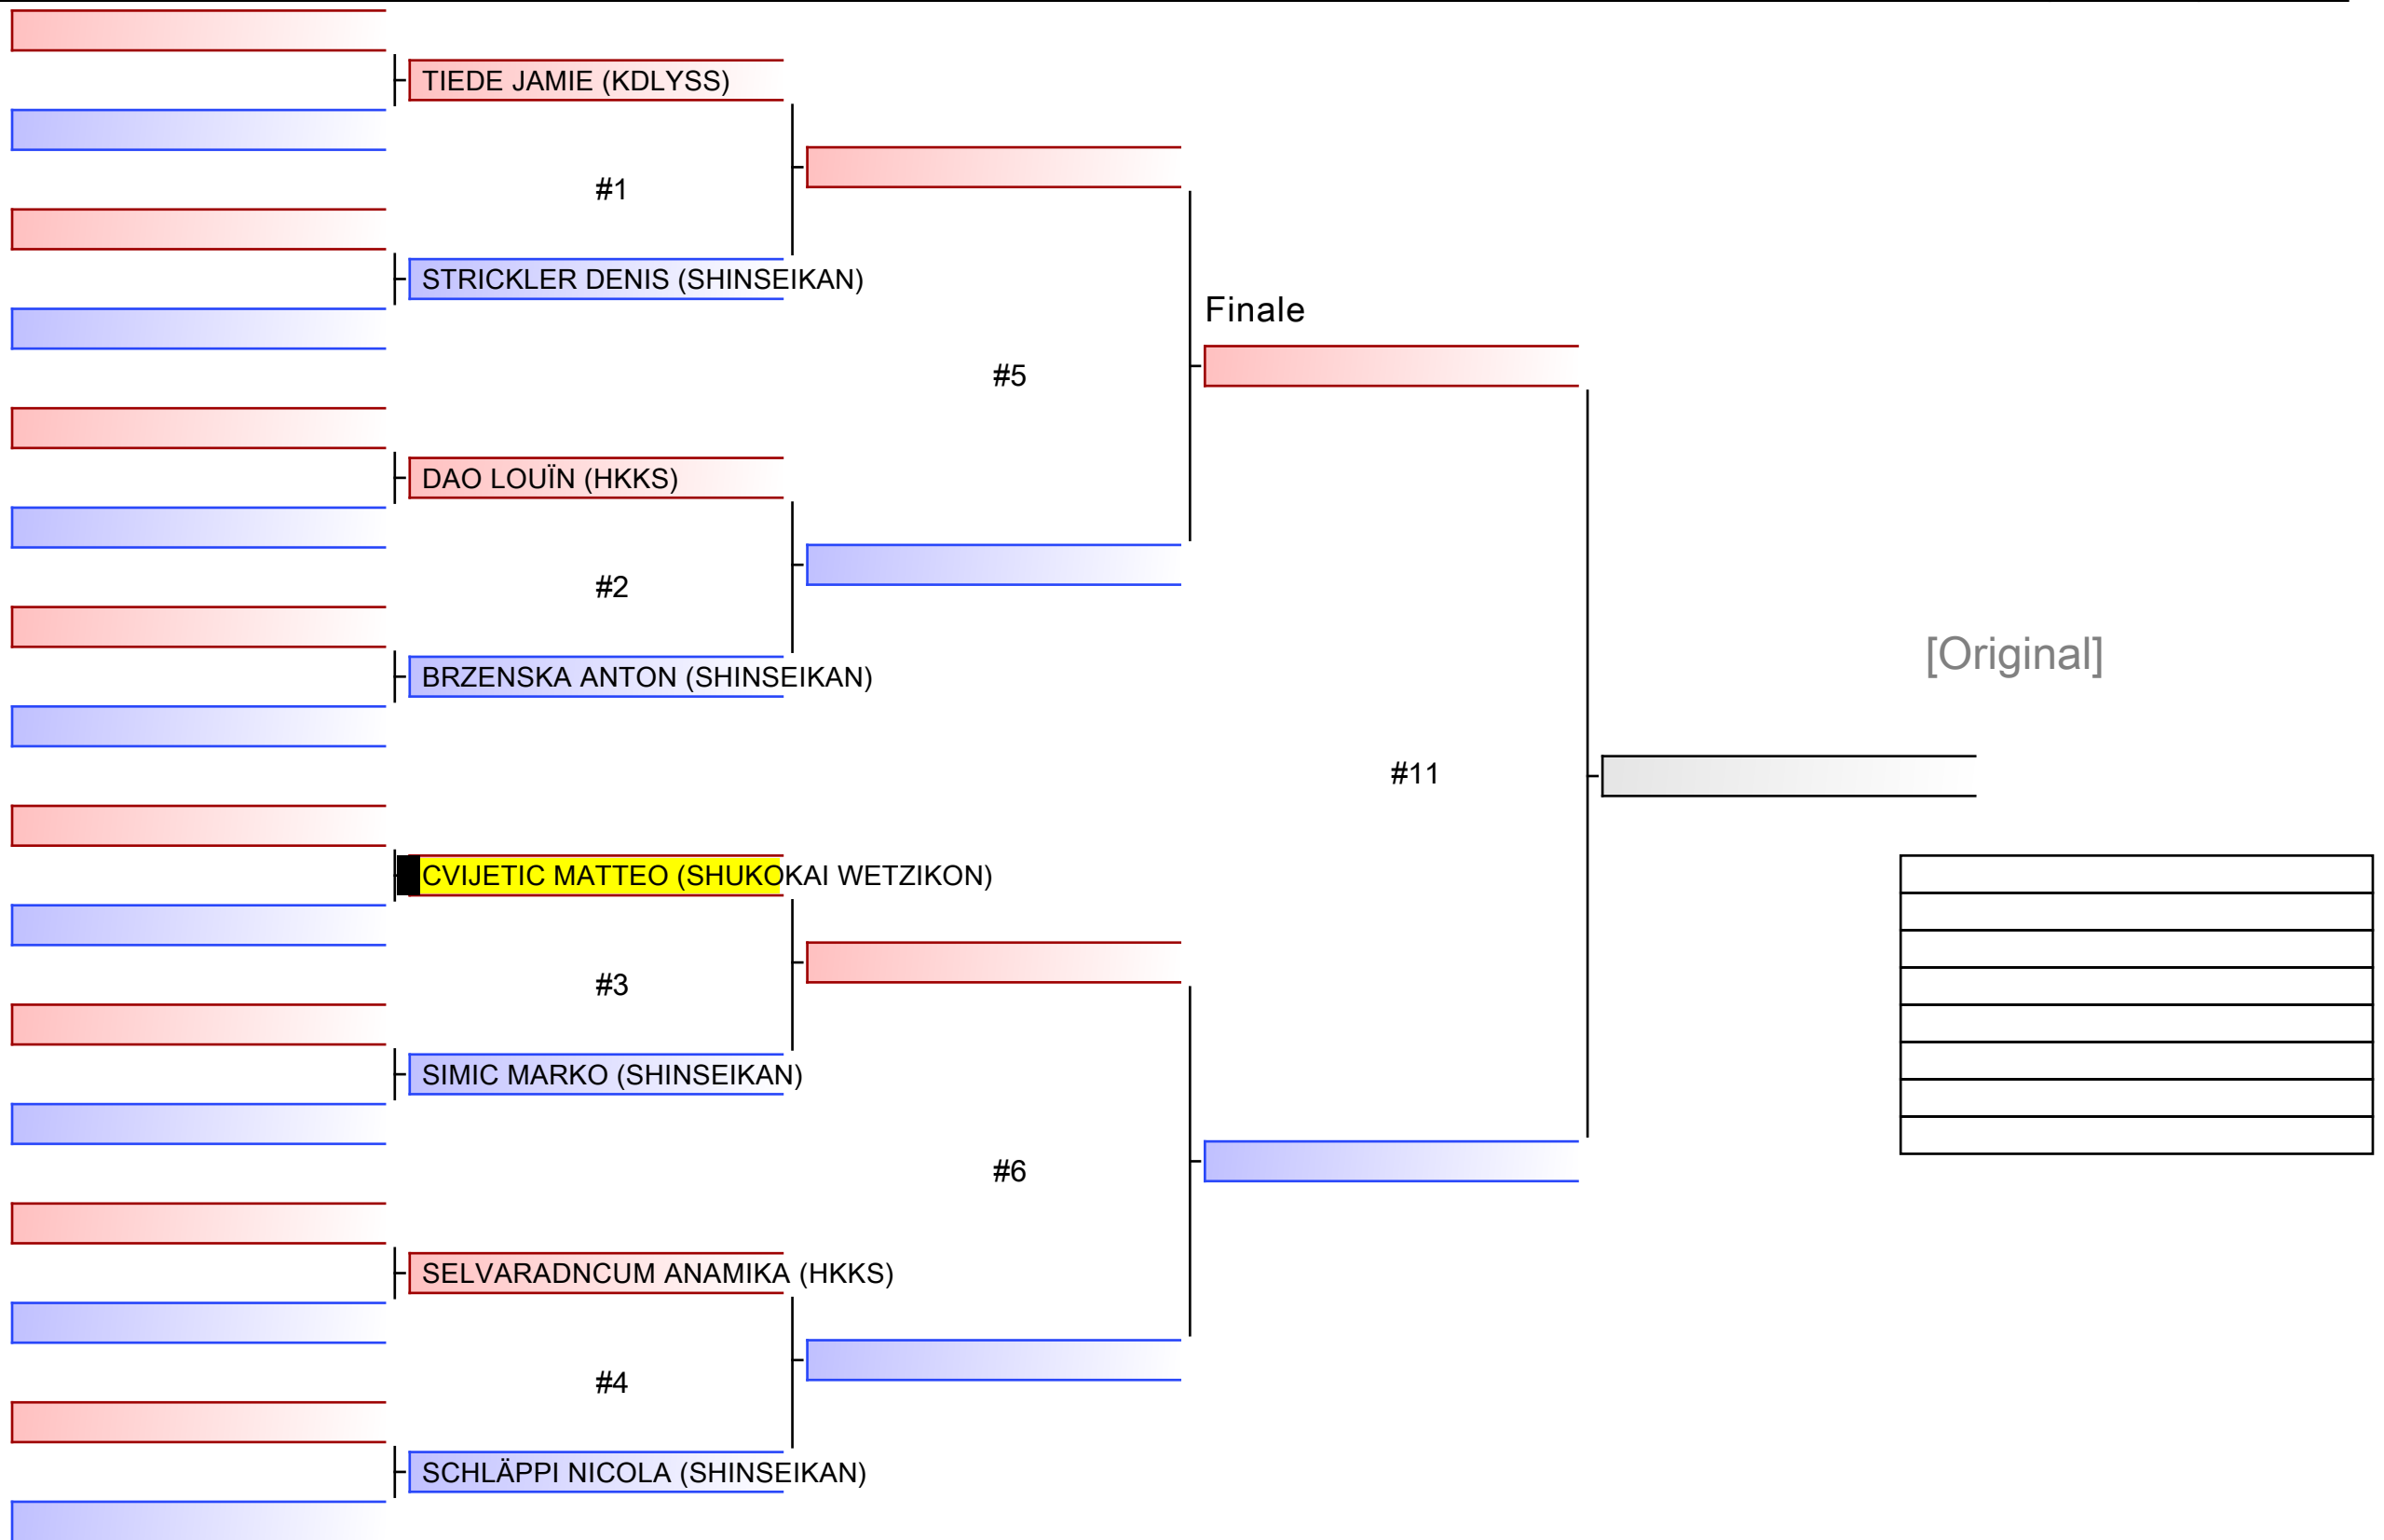 TIEDE JAMIE (KDLYSS)
#1
STRICKLER DENIS (SHINSEIKAN)
Finale
#5
DAO LOUÏN (HKKS)
#2
BRZENSKA ANTON (SHINSEIKAN)
[Original]
#11
CVIJETIC MATTEO (SHUKOKAI WETZIKON)
#3
SIMIC MARKO (SHINSEIKAN)
#6
SELVARADNCUM ANAMIKA (HKKS)
#4
SCHLÄPPI NICOLA (SHINSEIKAN)